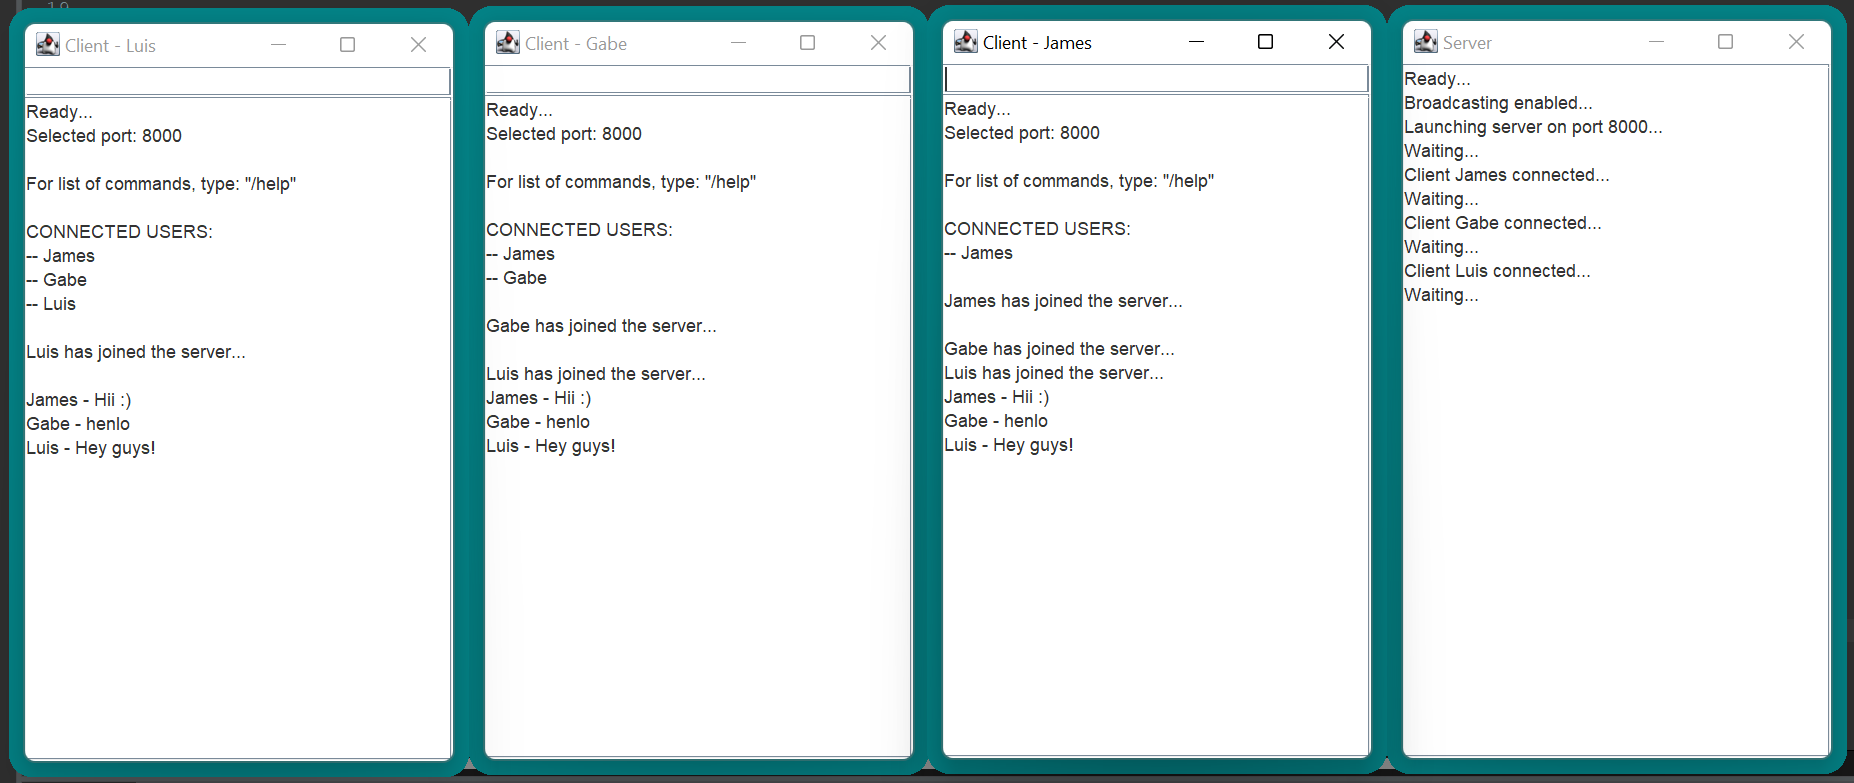 19
Client - Luis
Ready...
Selected port: 8000
For list of commands, type: "/help"
CONNECTED USERS:
-- James
-- Gabe
-- Luis
Luis has joined the server...
James - Hii :)
Gabe - henlo
Luis - Hey guys!
Client - Gabe
Ready...
Selected port: 8000
For list of commands, type: "/help"
CONNECTED USERS:
-- James
-- Gabe
Gabe has joined the server...
Luis has joined the server...
James - Hii :)
Gabe - henlo
Luis - Hey guys!
Client - James
Ready...
Selected port: 8000
For list of commands, type: "/help"
CONNECTED USERS:
-- James
James has joined the server...
Gabe has joined the server...
Luis has joined the server...
James - Hii :)
Gabe - henlo
Luis - Hey guys!
Server
Ready...
Broadcasting enabled...
Launching server on port 8000...
Waiting...
Client James connected...
Waiting...
Client Gabe connected...
Waiting...
Client Luis connected...
Waiting...